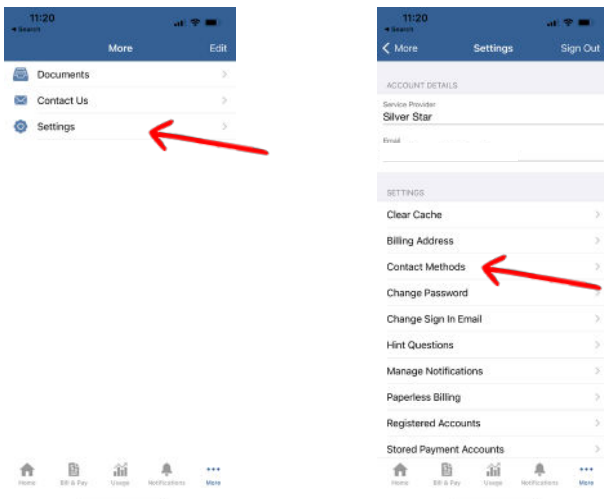 11:20
Search
More
Edit
Documents
Contact Us
Settings
Home
Bill & Pay
Usage
Notifications
More
11:20
Search
More
Settings
Sign Out
ACCOUNT DETAILS
Service Provider
Silver Star
Email
SETTINGS
Clear Cache
Billing Address
Contact Methods
Change Password
Change Sign In Email
Hint Questions
Manage Notifications
Paperless Billing
Registered Accounts
Stored Payment Accounts
Home
Bill & Pay
Usage
Notifications
More